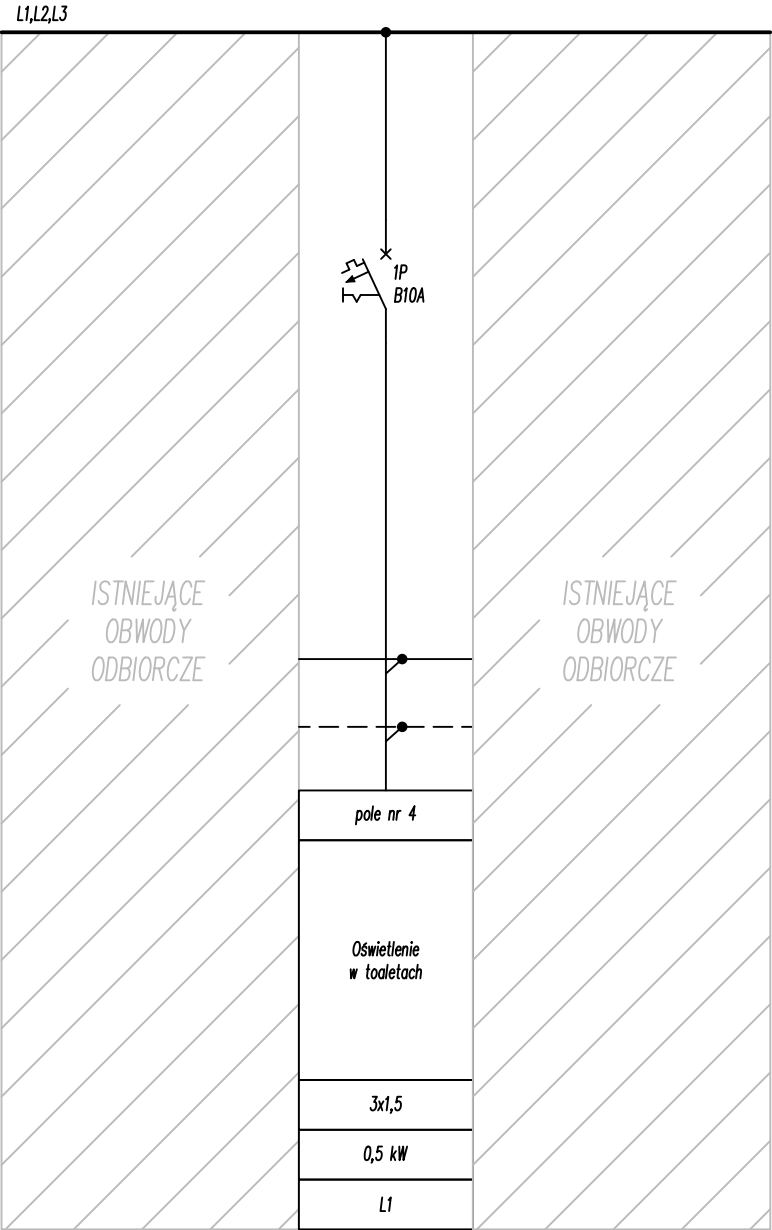 L1,L2,L3
1P
B10A
ISTNIEJĄCE
OBWODY
ODBIORCZE
ISTNIEJĄCE
OBWODY
ODBIORCZE
pole nr 4
Oświetlenie
w toaletach
3x1,5
0,5 kW
L1